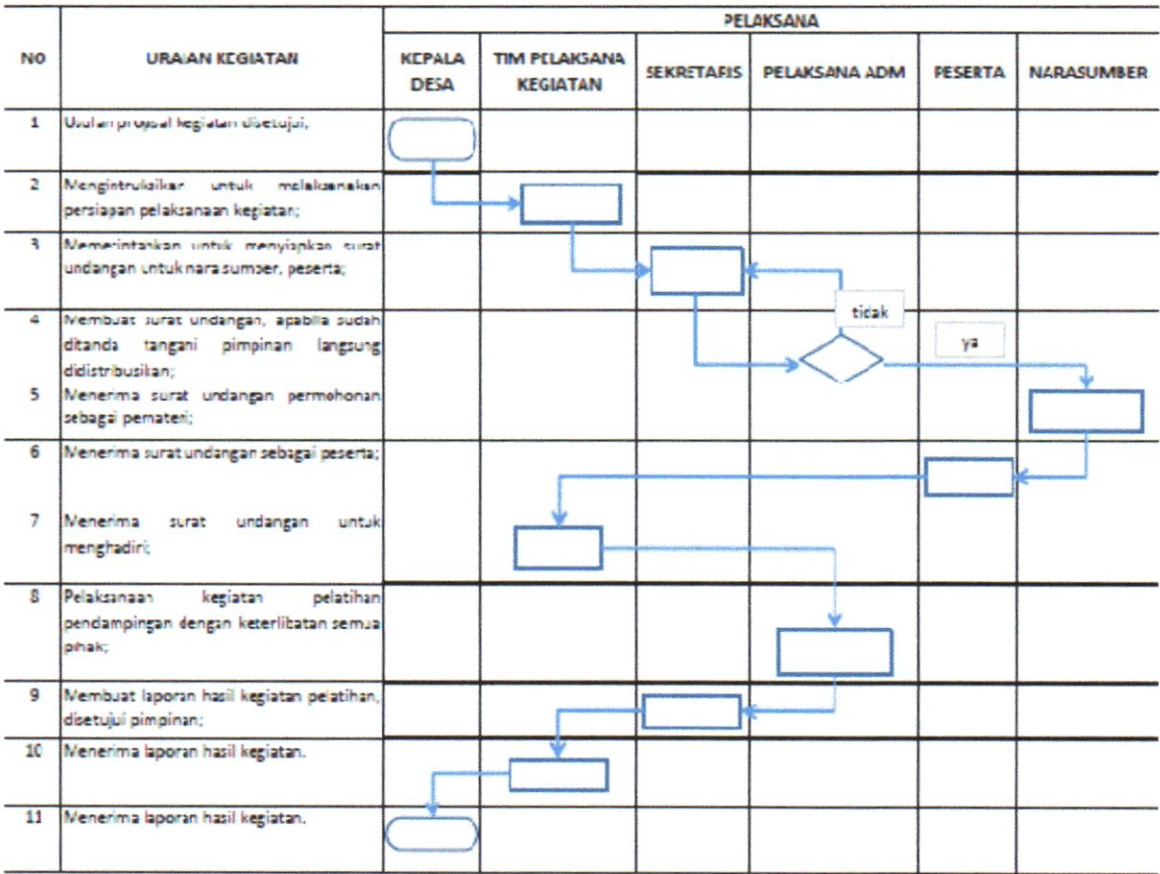 PELAKSANA
NO URAIAN KEGIATAN KEPALA DESA TIM PELAKSANA KEGIATAN SEKRETARIS PELAKSANA ADM PESERTA NARASUMBER
1 Usulan propsal kegiatan disetujui;
2 Mengintruksikan untuk melaksanakan
persiapan pelaksanaan kegiatan;
3 Memerintahkan untuk menyiapkan surat
undangan untuk nara sumber, peserta;
tidak
4 Membuat surat undangan, apabila sudah
ditanda tangani pimpinan langsung
didistribusikan;
ya
5 Menerima surat undangan permohonan
sebagai pemateri;
6 Menerima surat undangan sebagai peserta;
7 Menerima surat undangan untuk
menghadiri;
8 Pelaksanaan kegiatan pelatihan
pendampingan dengan keterlibatan semua
pihak;
9 Membuat laporan hasil kegiatan pelatihan,
disetujui pimpinan;
10 Menerima laporan hasil kegiatan.
11 Menerima laporan hasil kegiatan.